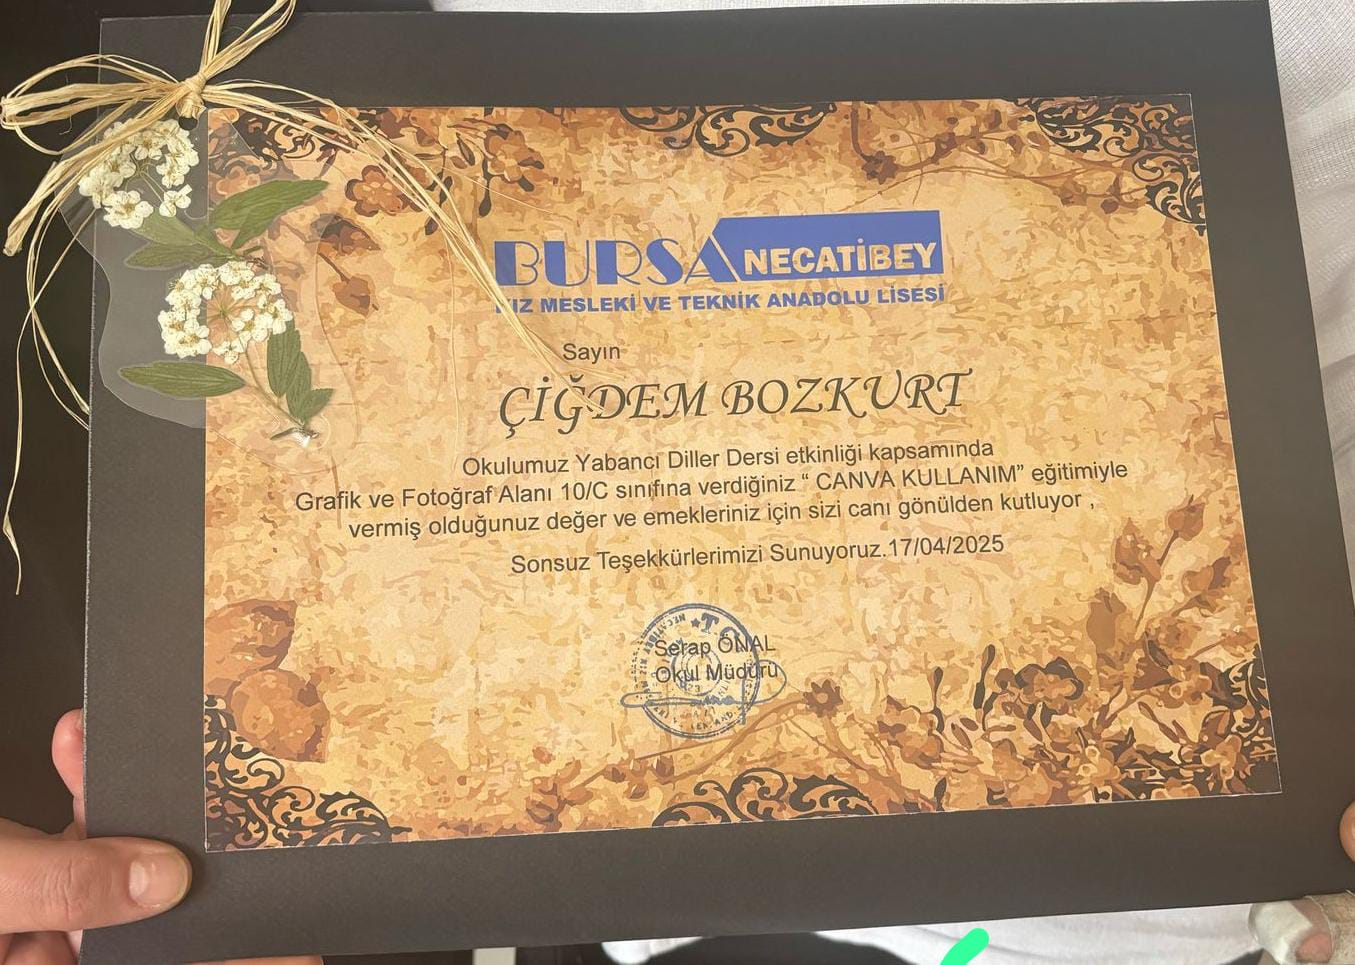 BURSA NECATİBEY
KIZ MESLEKİ VE TEKNİK ANADOLU LİSESİ
Sayın
ÇİĞDEM BOZKURT
Okulumuz Yabancı Diller Dersi etkinliği kapsamında
Grafik ve Fotoğraf Alanı 10/C sınıfına verdiğiniz “ CANVA KULLANIM” eğitimiyle
vermiş olduğunuz değer ve emekleriniz için sizi canı gönülden kutluyor ,
Sonsuz Teşekkürlerimizi Sunuyoruz.17/04/2025
T.C.
Serap ÖNAL
Okul Müdürü